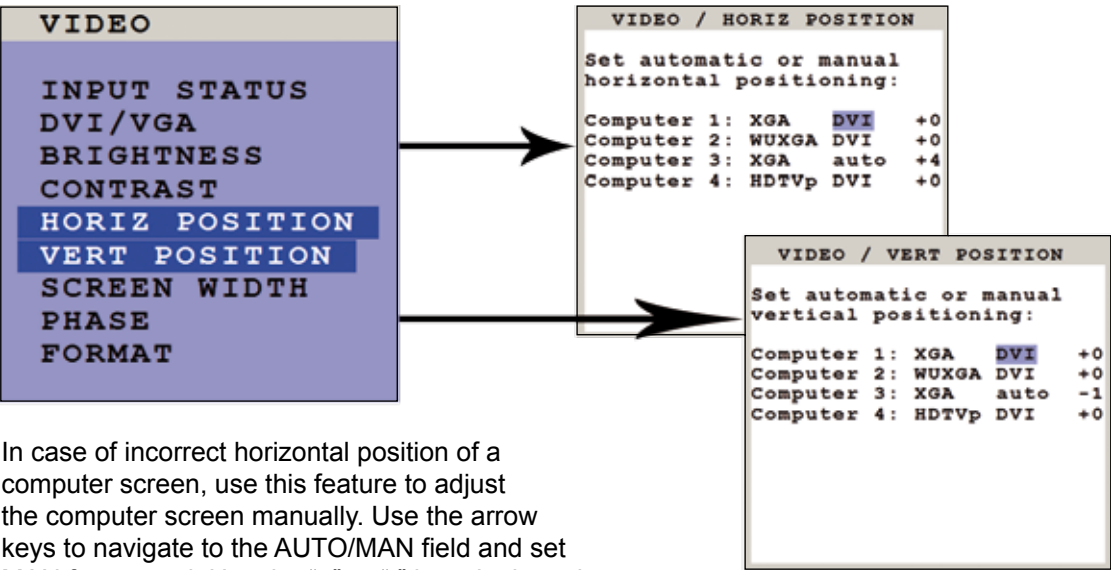 VIDEO
INPUT STATUS
DVI/VGA
BRIGHTNESS
CONTRAST
HORIZ POSITION
VERT POSITION
SCREEN WIDTH
PHASE
FORMAT
VIDEO / HORIZ POSITION
Set automatic or manual
horizontal positioning:
Computer 1: XGA DVI +0
Computer 2: WUXGA DVI +0
Computer 3: XGA auto +4
Computer 4: HDTVp DVI +0
VIDEO / VERT POSITION
Set automatic or manual
vertical positioning:
Computer 1: XGA DVI +0
Computer 2: WUXGA DVI +0
Computer 3: XGA auto -1
Computer 4: HDTVp DVI +0
In case of incorrect horizontal position of a
computer screen, use this feature to adjust
the computer screen manually. Use the arrow
keys to navigate to the AUTO/MAN field and set